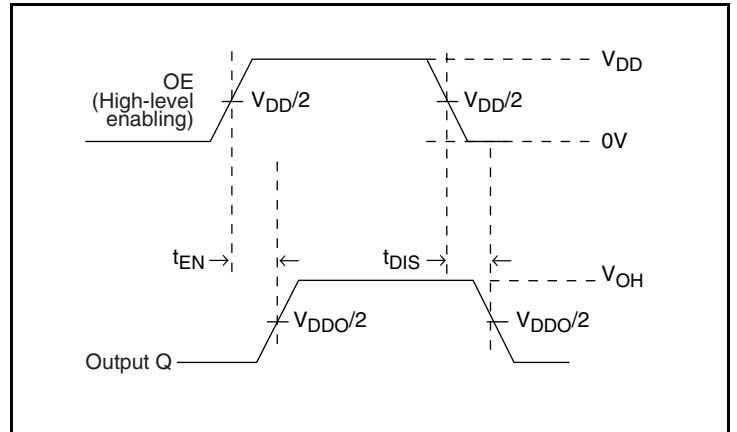 V_DD
OE
(High-level
enabling)
V_DD/2
V_DD/2
0V
t_EN
t_DIS
V_OH
V_DDO/2
V_DDO/2
Output Q